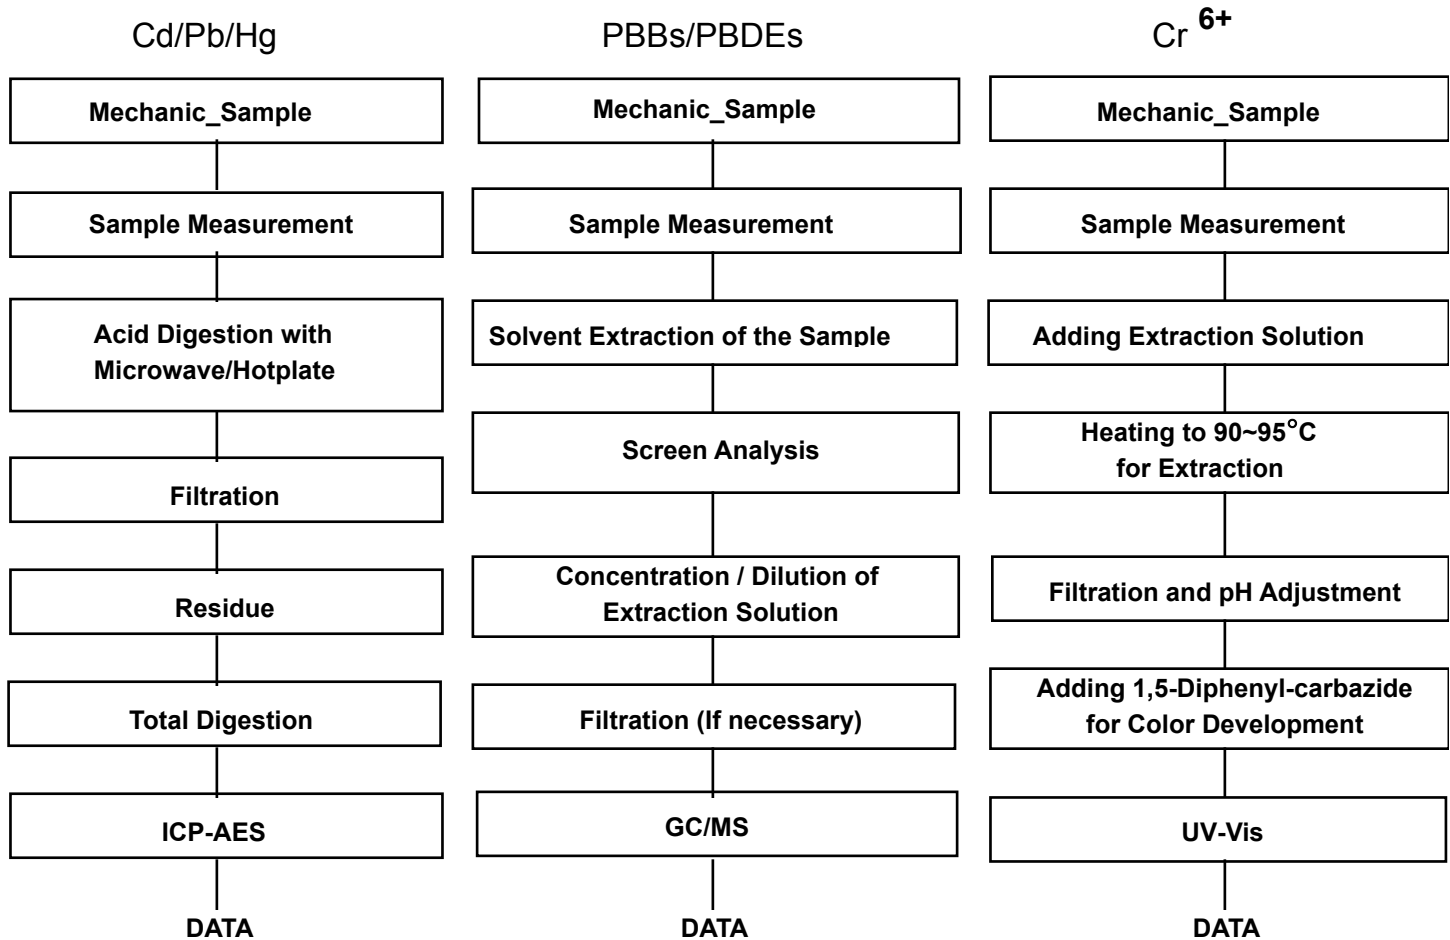 Cd/Pb/Hg
Mechanic_Sample
Sample Measurement
Acid Digestion with
Microwave/Hotplate
Filtration
Residue
Total Digestion
ICP-AES
DATA
PBBs/PBDEs
Mechanic_Sample
Sample Measurement
Solvent Extraction of the Sample
Screen Analysis
Concentration / Dilution of
Extraction Solution
Filtration (If necessary)
GC/MS
DATA
Cr 6+
Mechanic_Sample
Sample Measurement
Adding Extraction Solution
Heating to 90~95°C
for Extraction
Filtration and pH Adjustment
Adding 1,5-Diphenyl-carbazide
for Color Development
UV-Vis
DATA